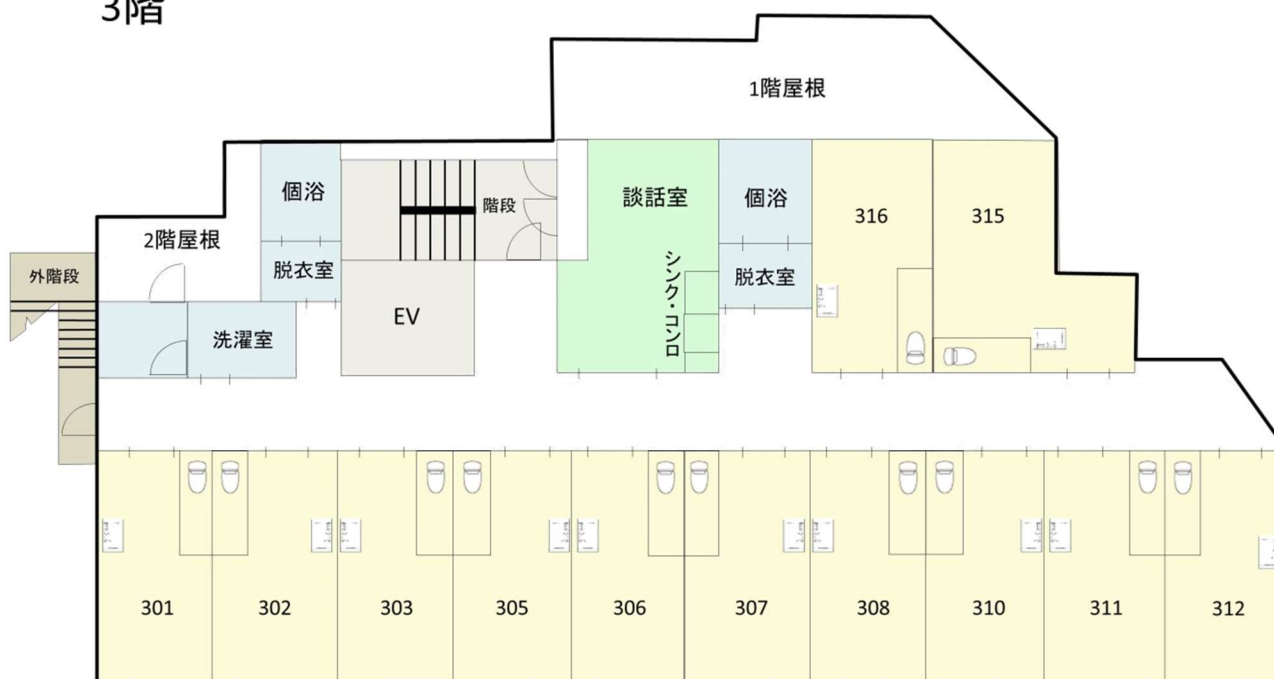 3階
1階屋根
個浴
階段
談話室
個浴
316
315
2階屋根
外階段
脱衣室
シンク・コンロ
脱衣室
EV
洗濯室
301
302
303
305
306
307
308
310
311
312